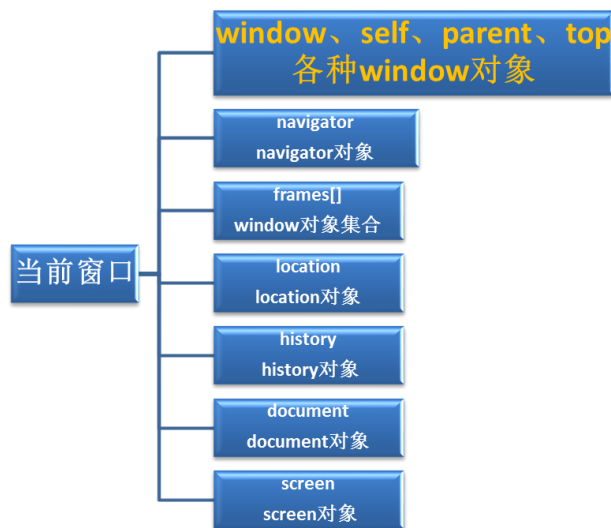 window、self、parent、top
各种window对象
navigator
navigator对象
frames[]
window对象集合
当前窗口
location
location对象
history
history对象
document
document对象
screen
screen对象